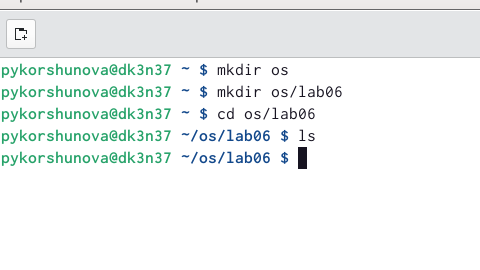 pykorshunova@dk3n37 ~ $ mkdir os
pykorshunova@dk3n37 ~ $ mkdir os/lab06
pykorshunova@dk3n37 ~ $ cd os/lab06
pykorshunova@dk3n37 ~/os/lab06 $ ls
pykorshunova@dk3n37 ~/os/lab06 $